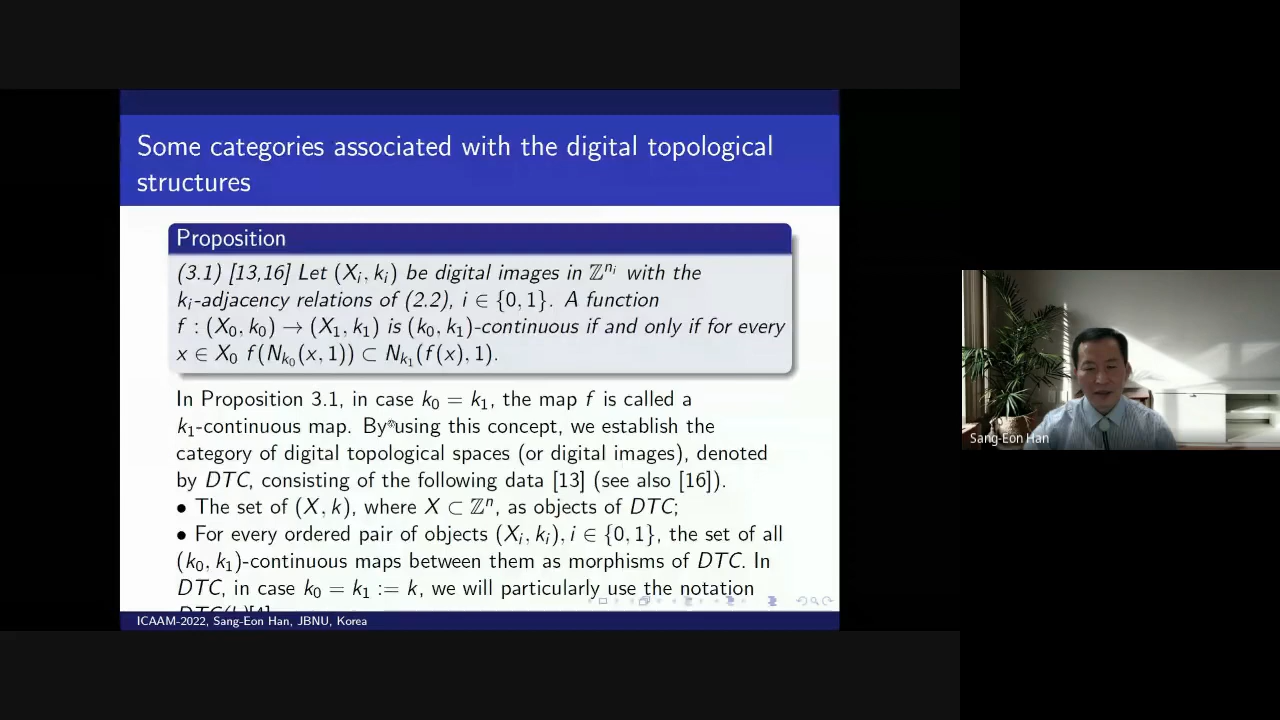 Some categories associated with the digital topological
structures
Proposition
(3.1) [13,16] Let (Xᵢ, kᵢ) be digital images in ℤⁿⁱ with the
kᵢ-adjacency relations of (2.2), i ∈ {0, 1}. A function
f : (X₀, k₀) → (X₁, k₁) is (k₀, k₁)-continuous if and only if for every
x ∈ X₀ f(Nₖ₀(x, 1)) ⊂ Nₖ₁(f(x), 1).
In Proposition 3.1, in case k₀ = k₁, the map f is called a
k₁-continuous map. By using this concept, we establish the
category of digital topological spaces (or digital images), denoted
by DTC, consisting of the following data [13] (see also [16]).
• The set of (X, k), where X ⊂ ℤⁿ, as objects of DTC;
• For every ordered pair of objects (Xᵢ, kᵢ), i ∈ {0, 1}, the set of all
(k₀, k₁)-continuous maps between them as morphisms of DTC. In
DTC, in case k₀ = k₁ := k, we will particularly use the notation
ICAAM-2022, Sang-Eon Han, JBNU, Korea
Sang-Eon Han